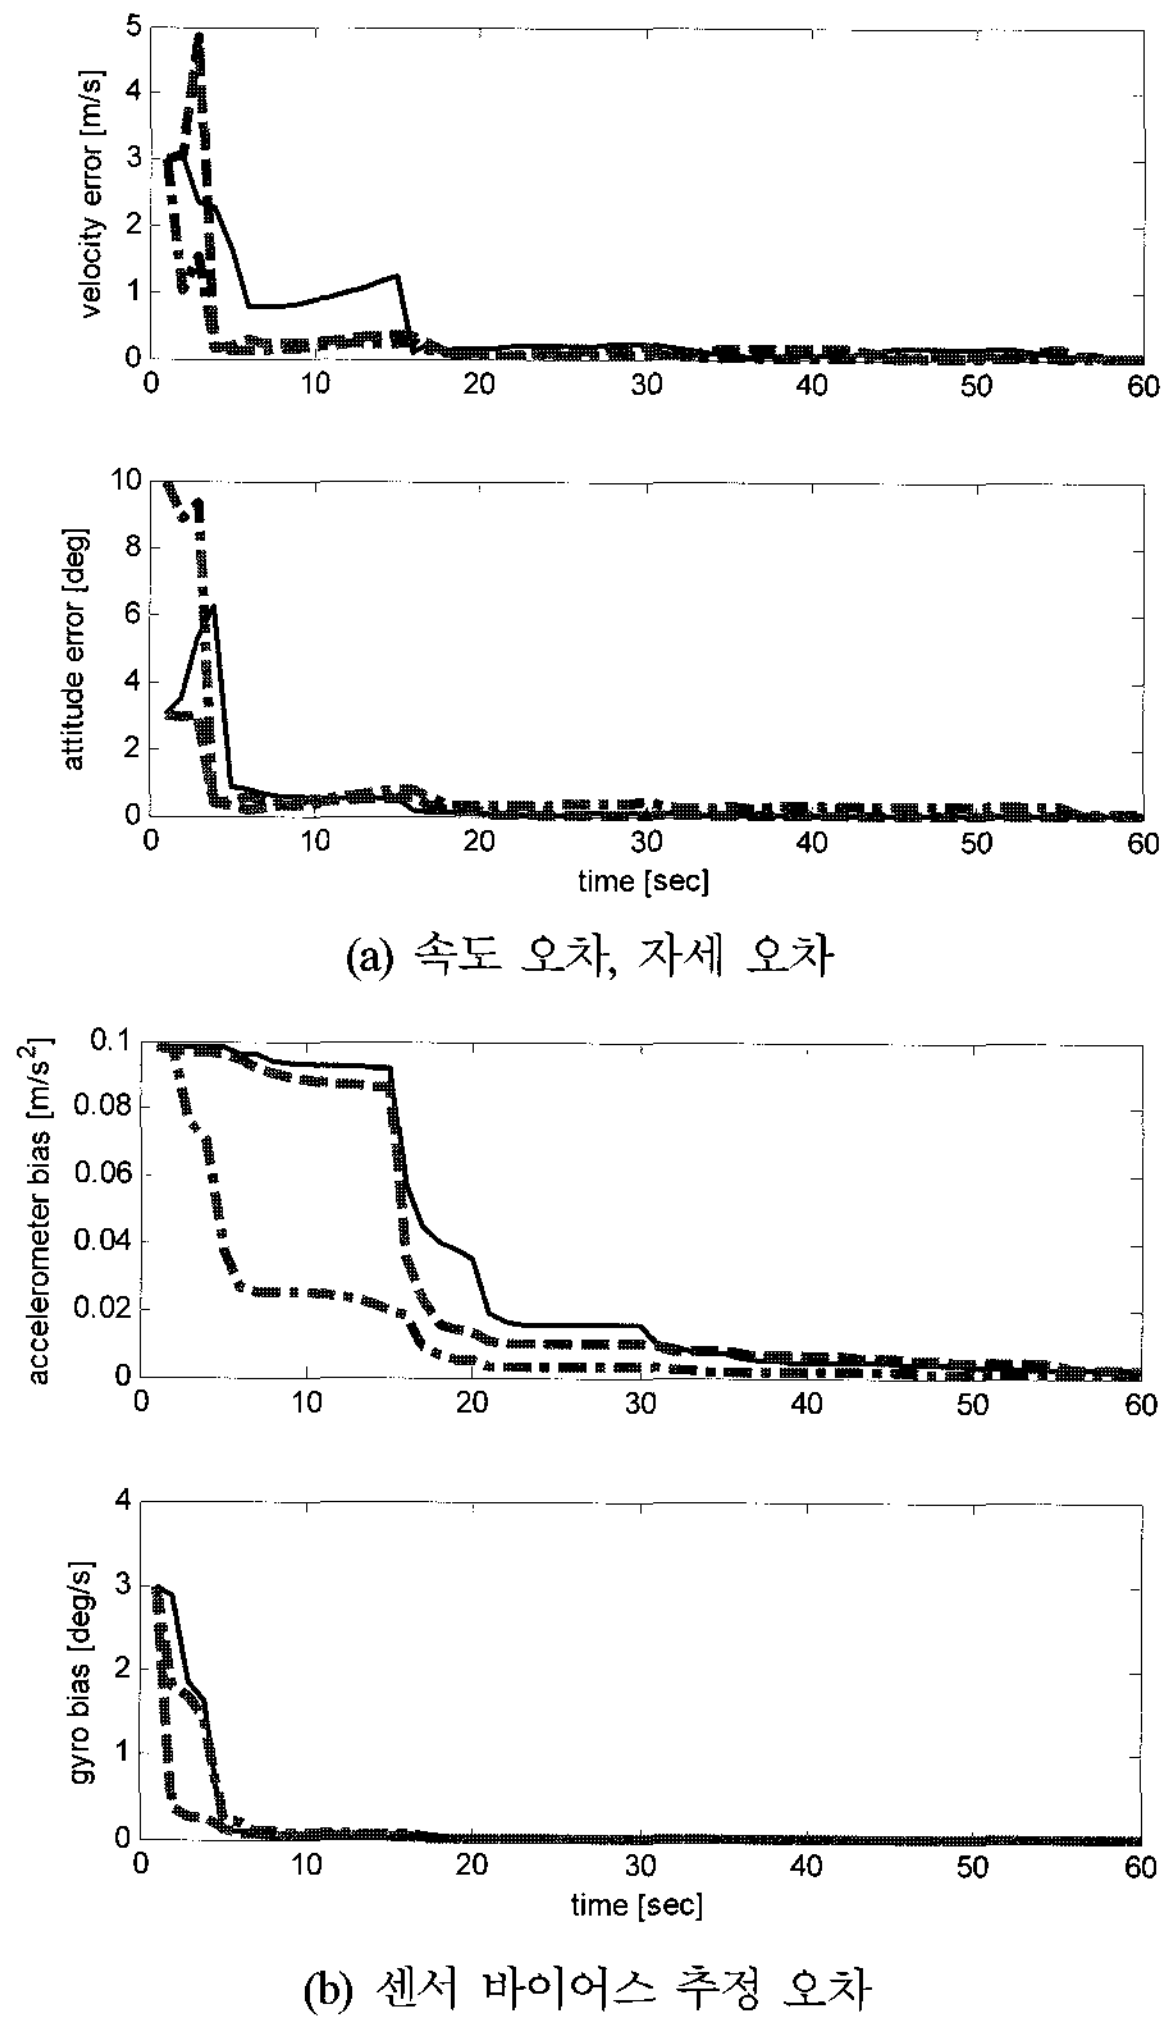 5
4
3
2
1
0
velocity error [m/s]
0 10 20 30 40 50 60
10
8
6
4
2
0
attitude error [deg]
0 10 20 30 40 50 60
time [sec]
(a) 속도 오차, 자세 오차
0.1
0.08
0.06
0.04
0.02
0
accelerometer bias [m/s²]
0 10 20 30 40 50 60
4
3
2
1
0
gyro bias [deg/s]
0 10 20 30 40 50 60
time [sec]
(b) 센서 바이어스 추정 오차